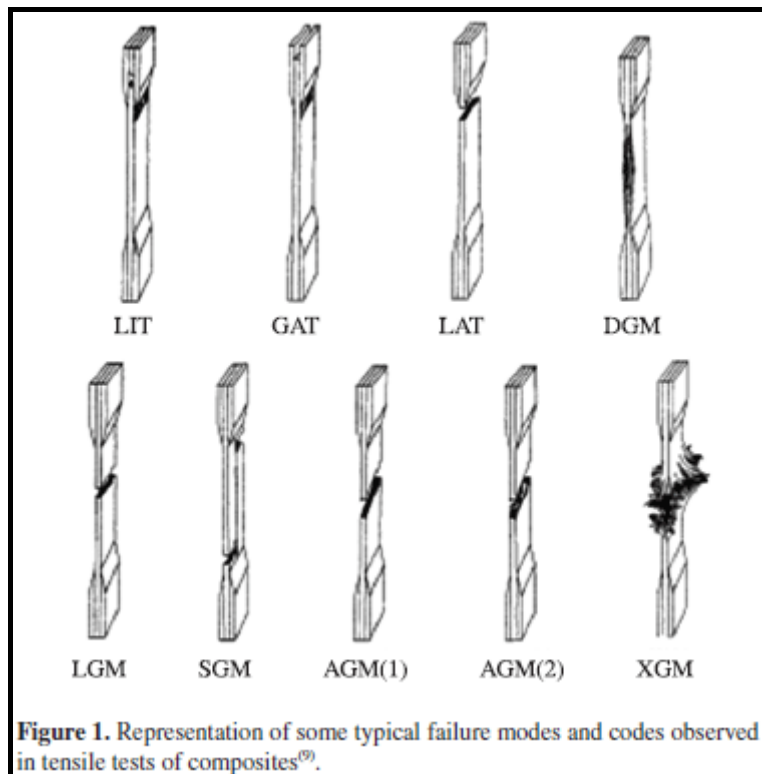 LIT GAT LAT DGM
LGM SGM AGM(1) AGM(2) XGM
Figure 1. Representation of some typical failure modes and codes observed
in tensile tests of composites⁽⁹⁾.